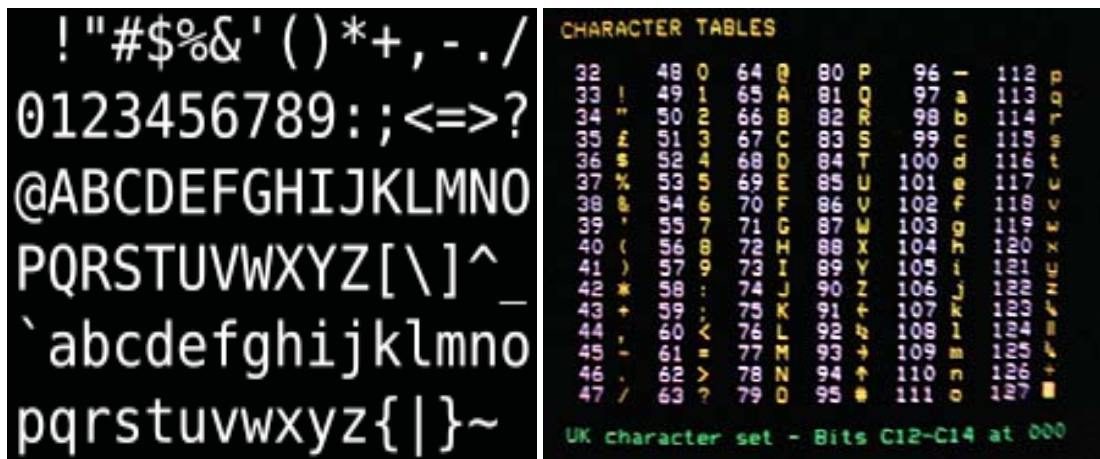 !"#$%&'()*+,-./
0123456789:;<=>?
@ABCDEFGHIJKLMNO
PQRSTUVWXYZ[\]^_
`abcdefghijklmno
pqrstuvwxyz{|}~
CHARACTER TABLES
32 48 0 64 @ 80 P 96 — 112 p
33 ! 49 1 65 A 81 Q 97 a 113 q
34 " 50 2 66 B 82 R 98 b 114 r
35 £ 51 3 67 C 83 S 99 c 115 s
36 $ 52 4 68 D 84 T 100 d 116 t
37 % 53 5 69 E 85 U 101 e 117 u
38 & 54 6 70 F 86 V 102 f 118 v
39 ' 55 7 71 G 87 W 103 g 119 w
40 ( 56 8 72 H 88 X 104 h 120 x
41 ) 57 9 73 I 89 Y 105 i 121 y
42 * 58 : 74 J 90 Z 106 j 122 z
43 + 59 ; 75 K 91 ← 107 k 123 ¼
44 , 60 < 76 L 92 ½ 108 l 124 ‖
45 - 61 = 77 M 93 → 109 m 125 ¾
46 . 62 > 78 N 94 ↑ 110 n 126 ÷
47 / 63 ? 79 O 95 # 111 o 127 ■
UK character set - Bits C12-C14 at 000